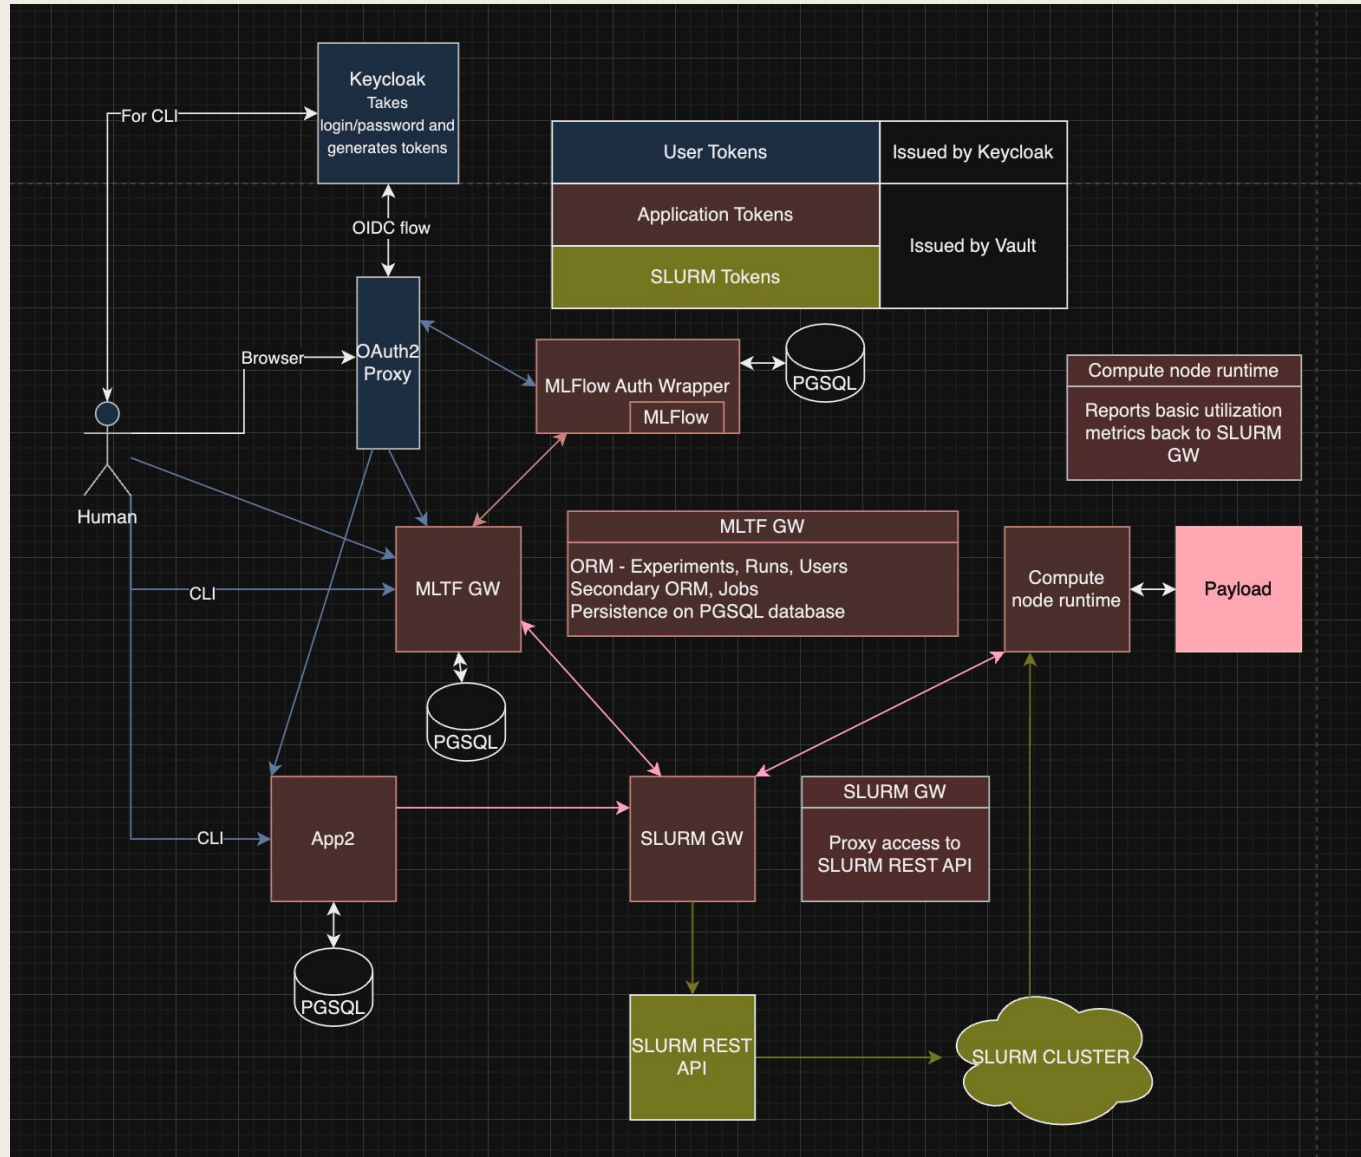 Keycloak
Takes
login/password and
generates tokens
For CLI
User Tokens
Issued by Keycloak
Application Tokens
Issued by Vault
SLURM Tokens
OIDC flow
OAuth2
Proxy
Browser
MLFlow Auth Wrapper
MLFlow
PGSQL
Compute node runtime
Reports basic utilization
metrics back to SLURM
GW
Human
MLTF GW
ORM - Experiments, Runs, Users
Secondary ORM, Jobs
Persistence on PGSQL database
CLI
MLTF GW
Compute
node runtime
Payload
PGSQL
CLI
App2
SLURM GW
SLURM GW
Proxy access to
SLURM REST API
PGSQL
SLURM REST
API
SLURM CLUSTER